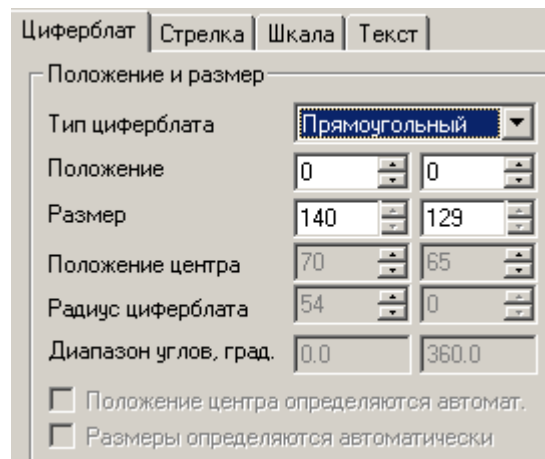 Циферблат Стрелка Шкала Текст
Положение и размер
Тип циферблата Прямоугольный
Положение 0 0
Размер 140 129
Положение центра 70 65
Радиус циферблата 54 0
Диапазон углов, град. 0.0 360.0
Положение центра определяются автомат.
Размеры определяются автоматически